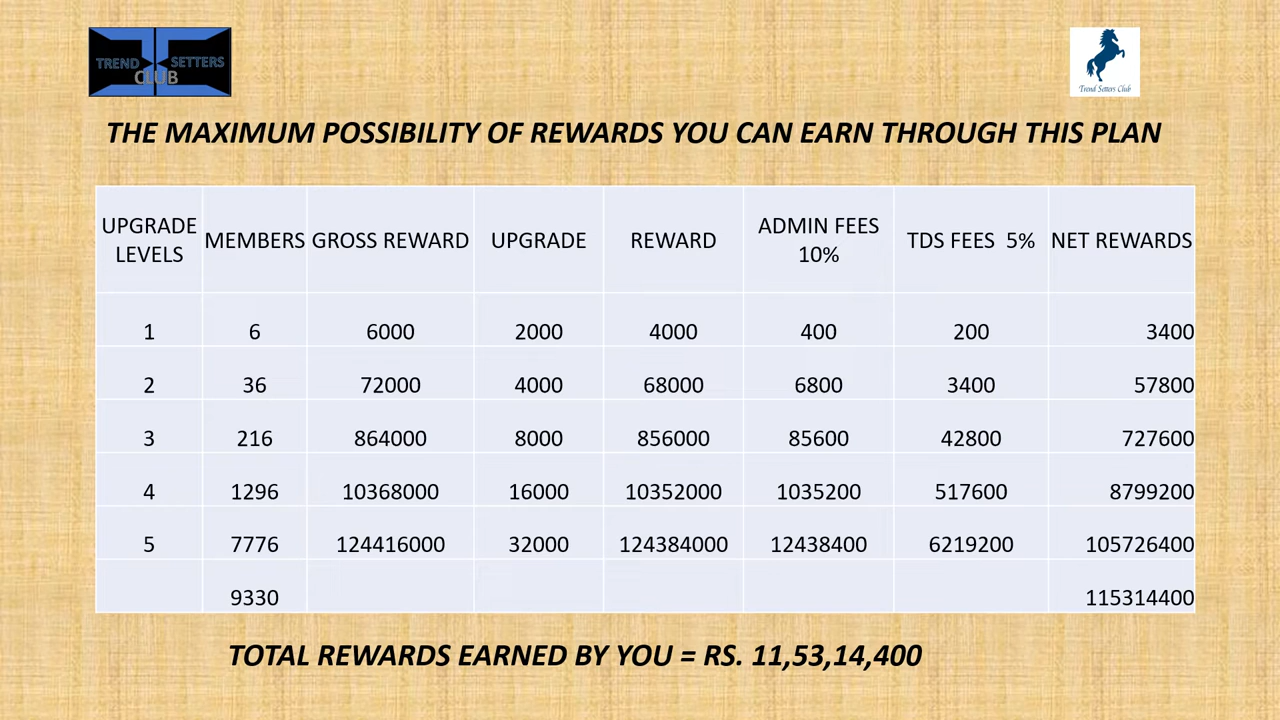 TREND SETTERS
CLUB
Trend Setters Club
THE MAXIMUM POSSIBILITY OF REWARDS YOU CAN EARN THROUGH THIS PLAN
UPGRADE LEVELS MEMBERS GROSS REWARD UPGRADE REWARD ADMIN FEES 10% TDS FEES 5% NET REWARDS
1 6 6000 2000 4000 400 200 3400
2 36 72000 4000 68000 6800 3400 57800
3 216 864000 8000 856000 85600 42800 727600
4 1296 10368000 16000 10352000 1035200 517600 8799200
5 7776 124416000 32000 124384000 12438400 6219200 105726400
9330 115314400
TOTAL REWARDS EARNED BY YOU = RS. 11,53,14,400